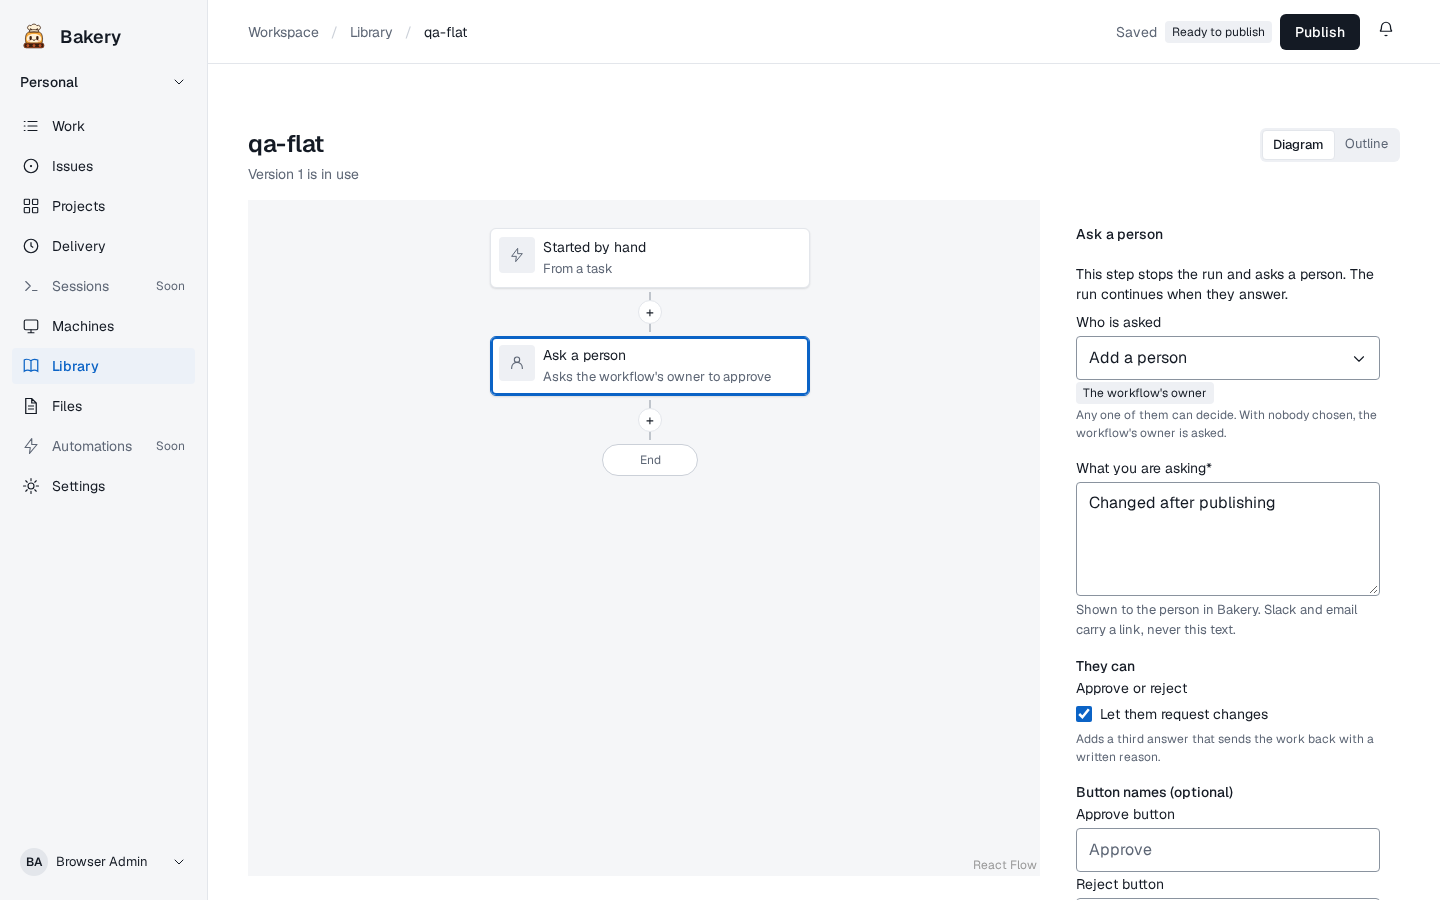 Bakery
Personal
Work
Issues
Projects
Delivery
Sessions Soon
Machines
Library
Files
Automations Soon
Settings
BA Browser Admin
Workspace / Library / qa-flat
Saved Ready to publish Publish
qa-flat
Version 1 is in use
Diagram Outline
Started by hand
From a task
+
Ask a person
Asks the workflow's owner to approve
+
End
React Flow
Ask a person
This step stops the run and asks a person. The
run continues when they answer.
Who is asked
Add a person
The workflow's owner
Any one of them can decide. With nobody chosen, the
workflow's owner is asked.
What you are asking*
Changed after publishing
Shown to the person in Bakery. Slack and email
carry a link, never this text.
They can
Approve or reject
Let them request changes
Adds a third answer that sends the work back with a
written reason.
Button names (optional)
Approve button
Approve
Reject button